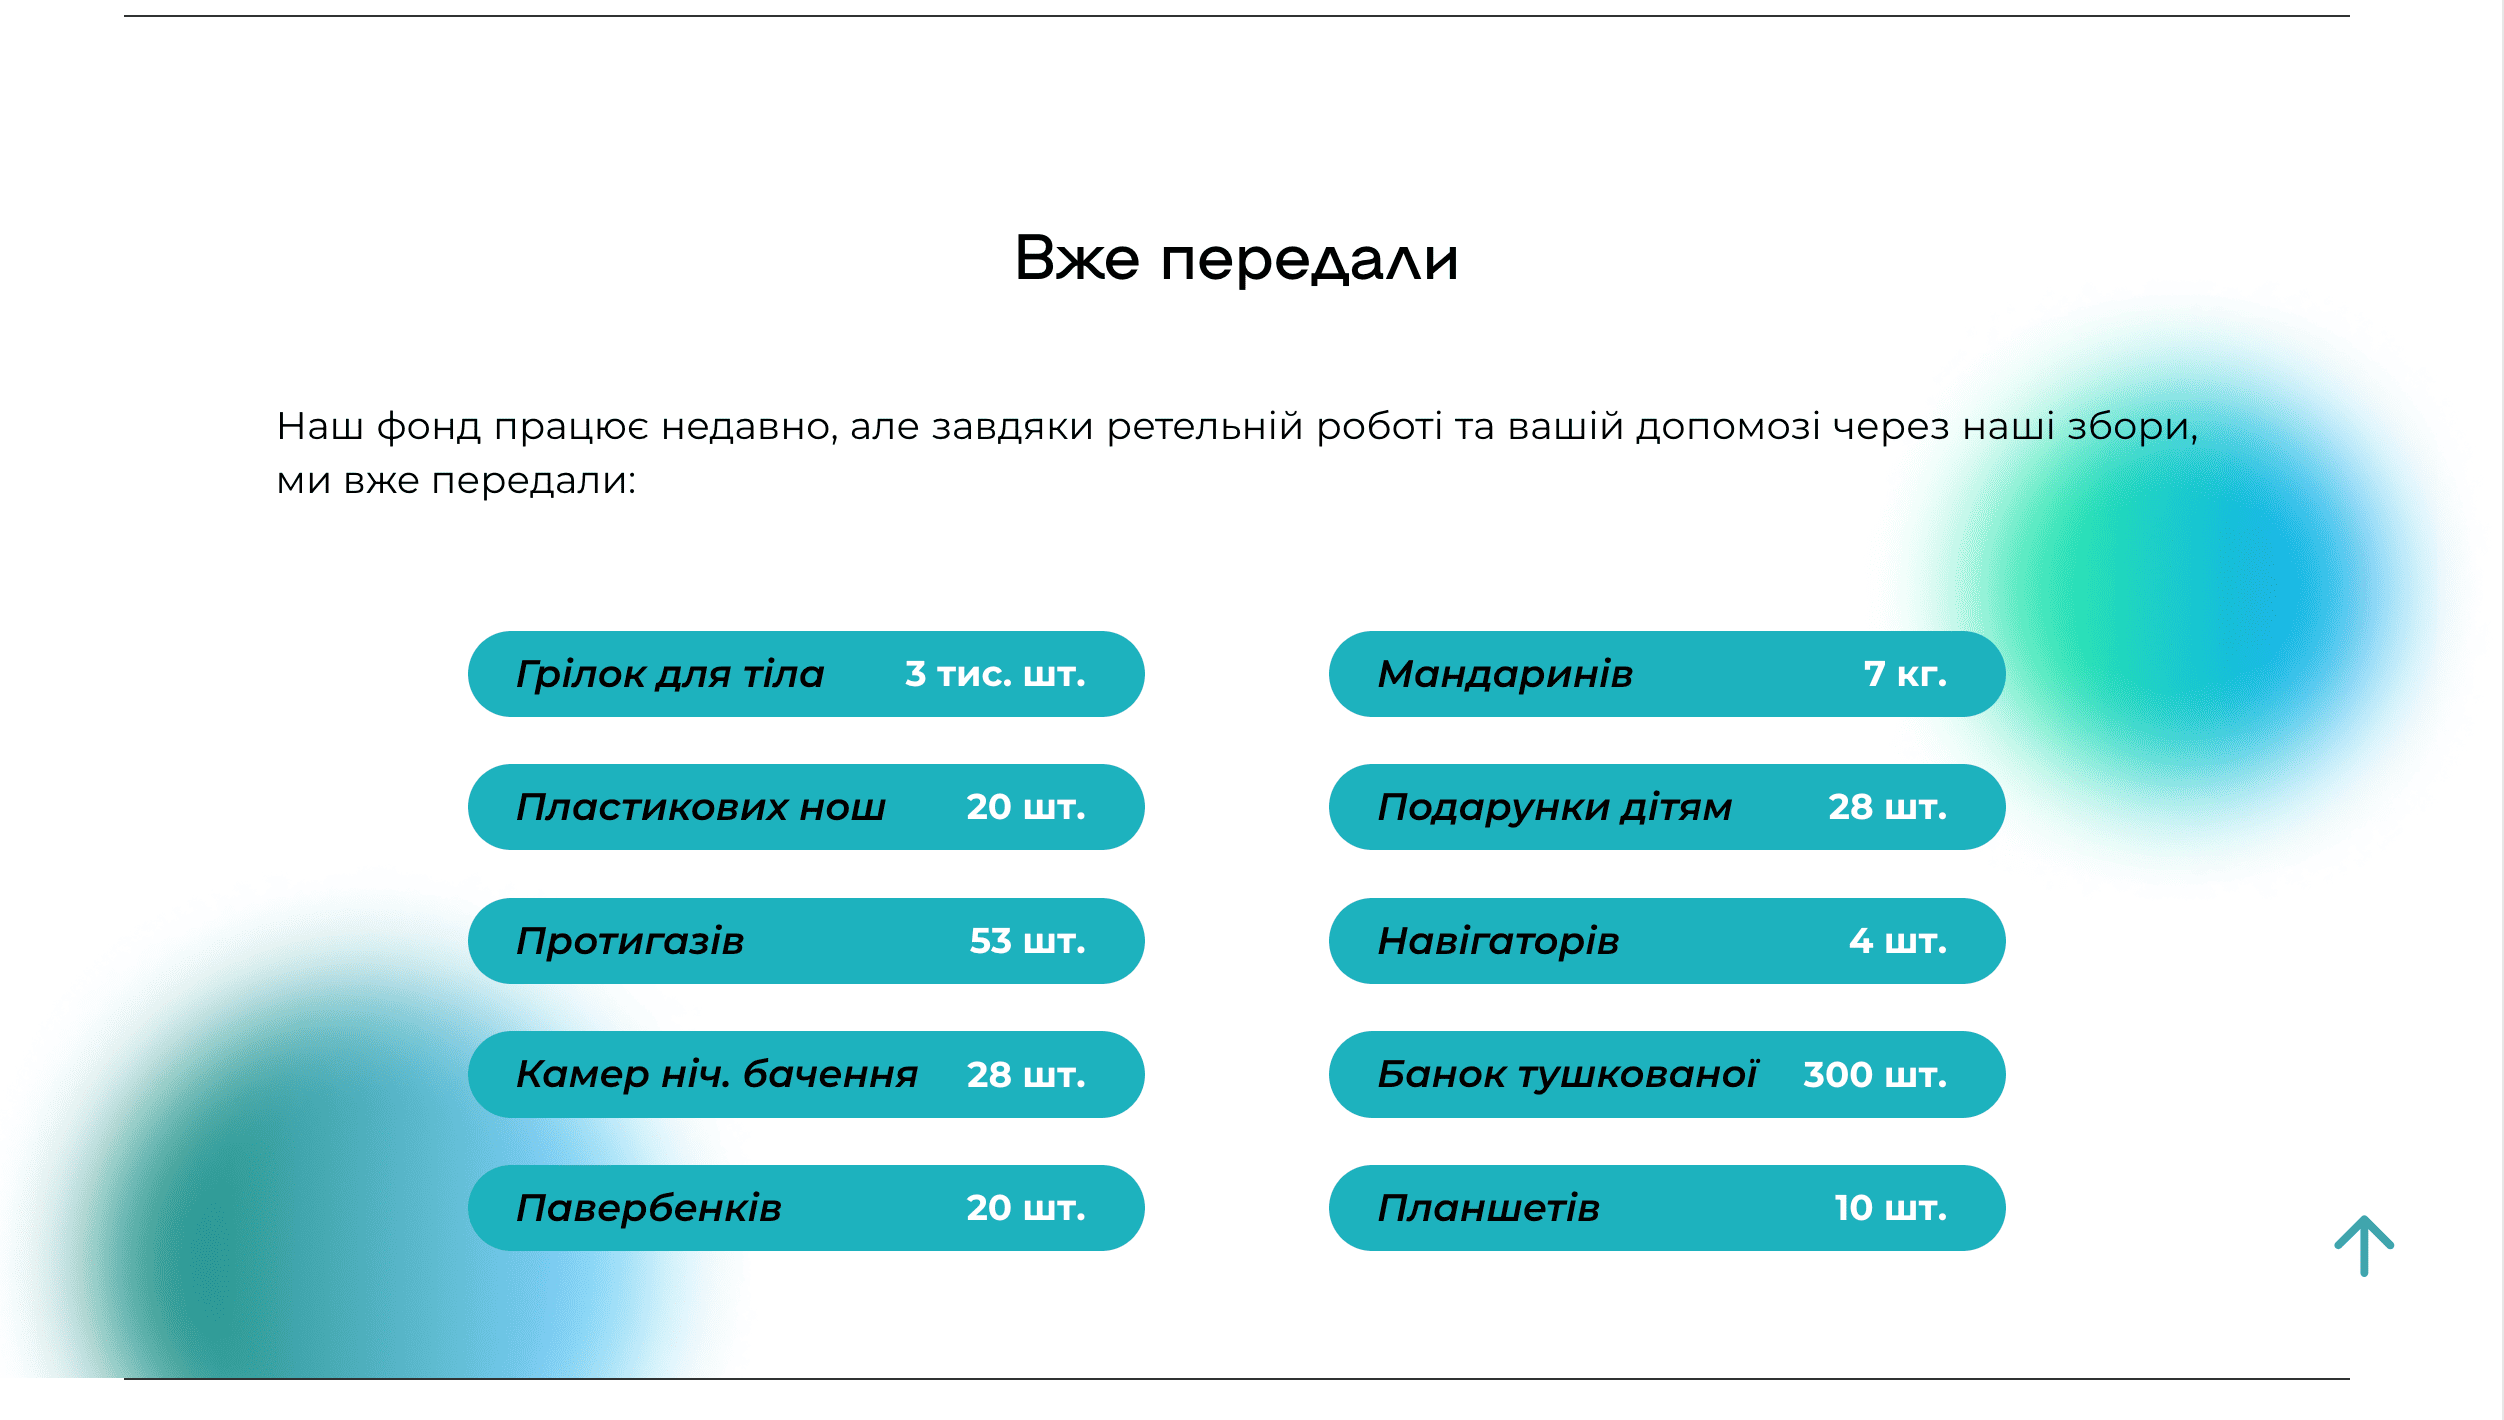 Вже передали
Наш фонд працює недавно, але завдяки ретельній роботі та вашій допомозі через наші збори,
ми вже передали:
Грілок для тіла 3 тис. шт.
Мандаринів 7 кг.
Пластикових нош 20 шт.
Подарунки дітям 28 шт.
Протигазів 53 шт.
Навігаторів 4 шт.
Камер ніч. бачення 28 шт.
Банок тушкованої 300 шт.
Павербенків 20 шт.
Планшетів 10 шт.